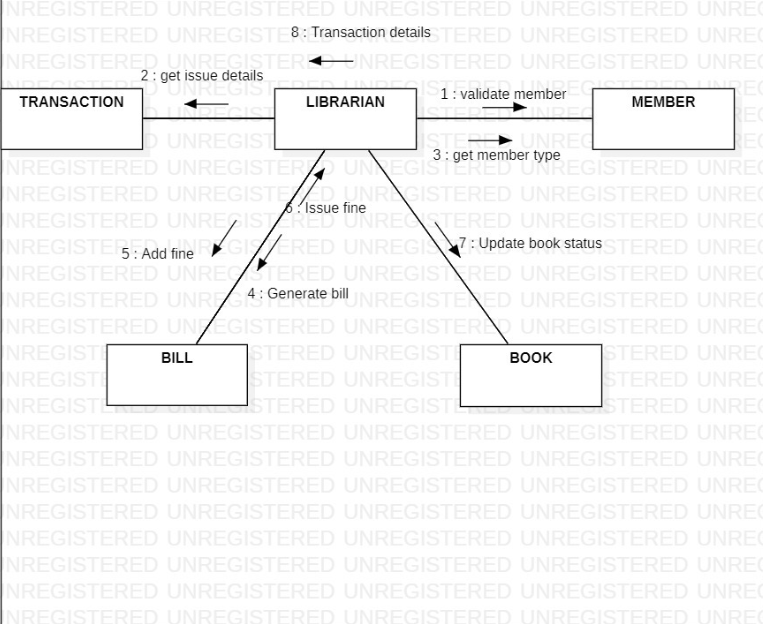 8 : Transaction details
2 : get issue details
1 : validate member
TRANSACTION
LIBRARIAN
MEMBER
3 : get member type
6 : Issue fine
5 : Add fine
7 : Update book status
4 : Generate bill
BILL
BOOK
UNREGISTERED UNREGISTERED UNREGISTERED UNREGISTERED